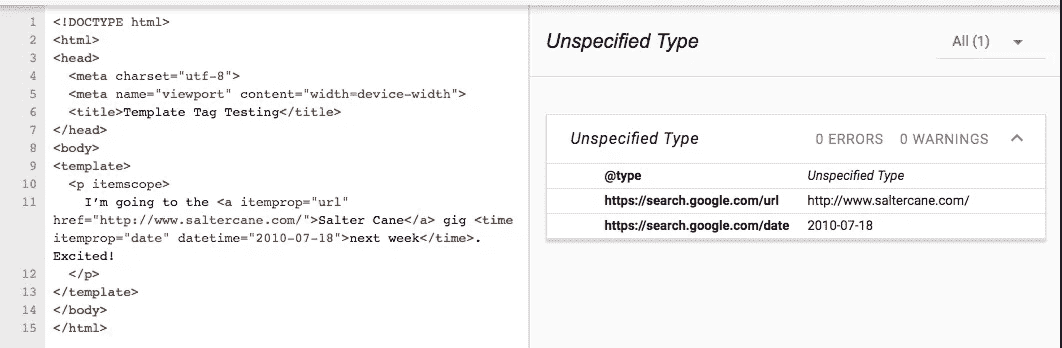 1 <!DOCTYPE html>
2 <html>
3 <head>
4 <meta charset="utf-8">
5 <meta name="viewport" content="width=device-width">
6 <title>Template Tag Testing</title>
7 </head>
8 <body>
9 <template>
10 <p itemscope>
11 I’m going to the <a itemprop="url"
href="http://www.saltercane.com/">Salter Cane</a> gig <time
itemprop="date" datetime="2010-07-18">next week</time>.
Excited!
12 </p>
13 </template>
14 </body>
15 </html>
Unspecified Type All (1)
Unspecified Type 0 ERRORS 0 WARNINGS
@type Unspecified Type
https://search.google.com/url http://www.saltercane.com/
https://search.google.com/date 2010-07-18